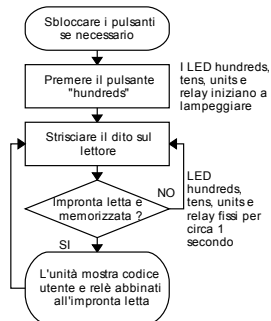 Sbloccare i pulsanti
se necessario
Premere il pulsante
"hundreds"
I LED hundreds,
tens, units e
relay iniziano a
lampeggiare
Strisciare il dito sul
lettore
Impronta letta e
memorizzata ?
NO
LED
hundreds,
tens, units e
relay fissi per
circa 1
secondo
SI
L'unità mostra codice
utente e relè abbinati
all'impronta letta